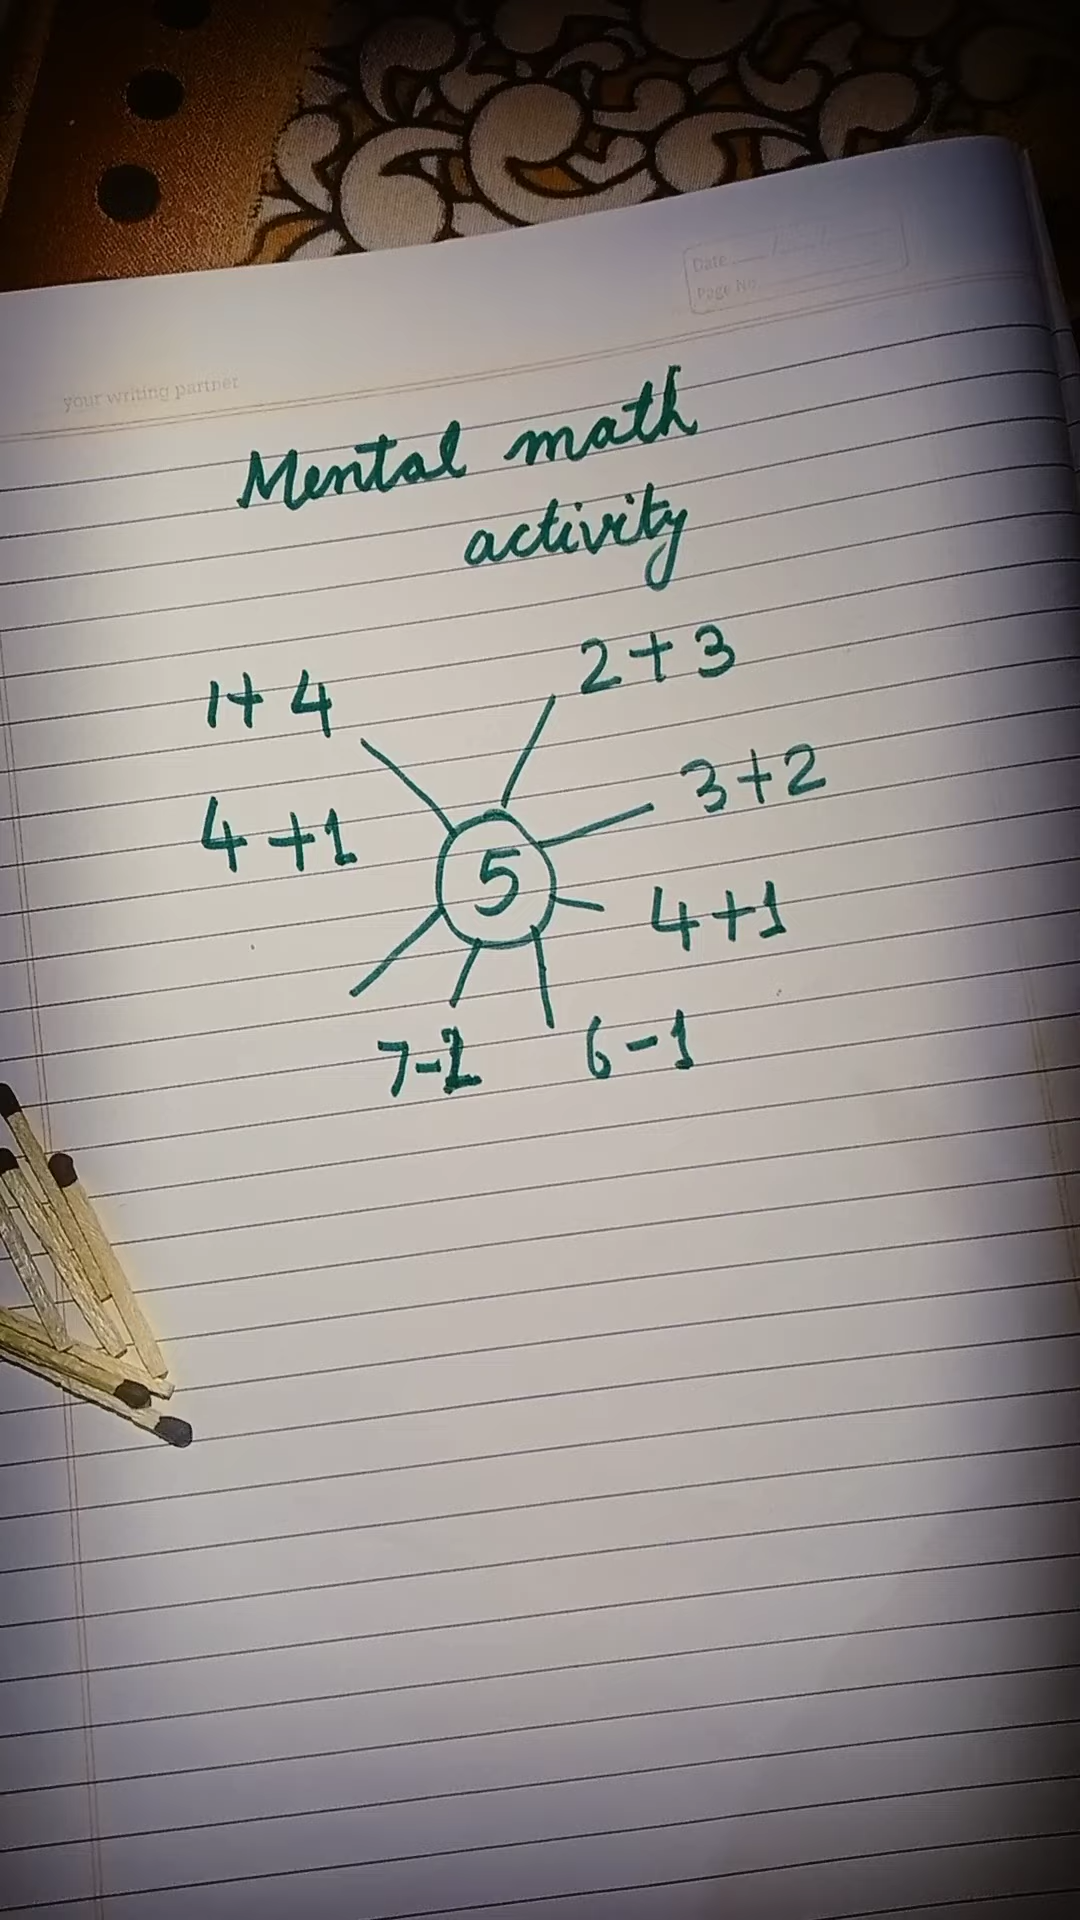 Date
Page No.
your writing partner
Mental math
activity
1+4
2+3
3+2
4+1
5
4+1
7-2
6-1